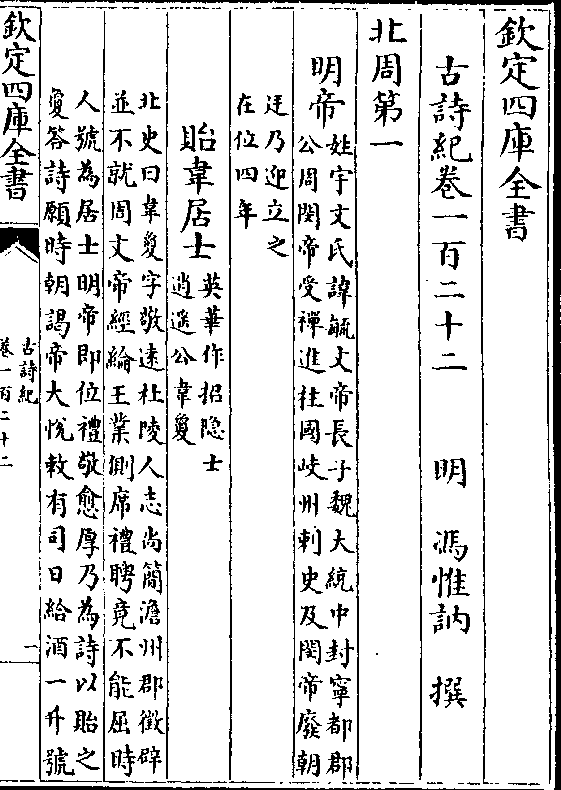 欽定四庫全書
古詩紀卷一百二十二　明　馮惟訥　撰
北周第一
明帝
姓宇文氏諱毓文帝長子魏大統中封寧都郡
公周閔帝受禪進往國岐州刺史及閔帝廢朝
廷乃迎立之
在位四年
貽韋居士
英華作招隐士
逍遥公韋夐
北史曰韋夐字敬逺杜陵人志尚簡澹州郡徵辟
並不就周文帝經綸王業側席禮聘竟不能屈時
人號為居士明帝即位禮敬愈厚乃為詩以貽之
夐答詩願時朝謁帝大悅敕有司日給酒一升號
欽定四庫全書
古詩紀
卷一百二十二
一